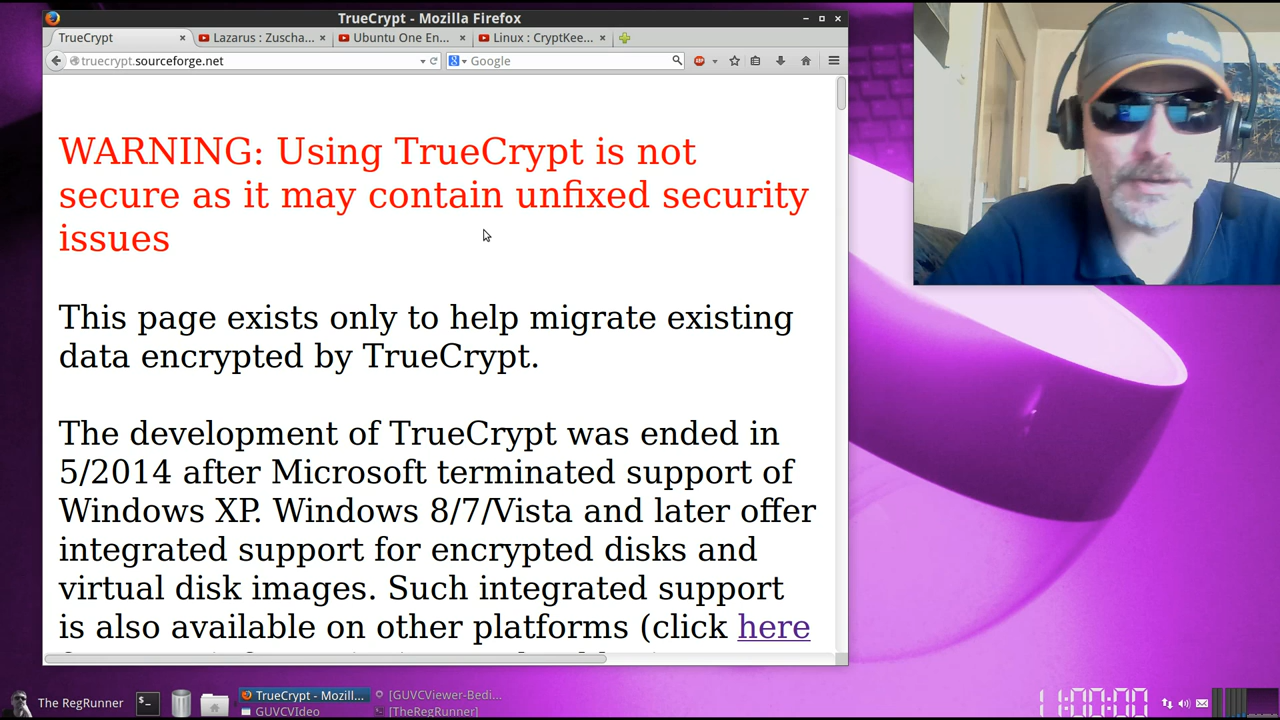 TrueCrypt - Mozilla Firefox
TrueCrypt
Lazarus : Zuscha...
Ubuntu One En...
Linux : CryptKee...
truecrypt.sourceforge.net
Google
WARNING: Using TrueCrypt is not
secure as it may contain unfixed security
issues
This page exists only to help migrate existing
data encrypted by TrueCrypt.
The development of TrueCrypt was ended in
5/2014 after Microsoft terminated support of
Windows XP. Windows 8/7/Vista and later offer
integrated support for encrypted disks and
virtual disk images. Such integrated support
is also available on other platforms (click here
The RegRunner
TrueCrypt - Mozill...
[GUVCViewer-Bedi...
GUVCVIdeo
[TheRegRunner]
11:00:00